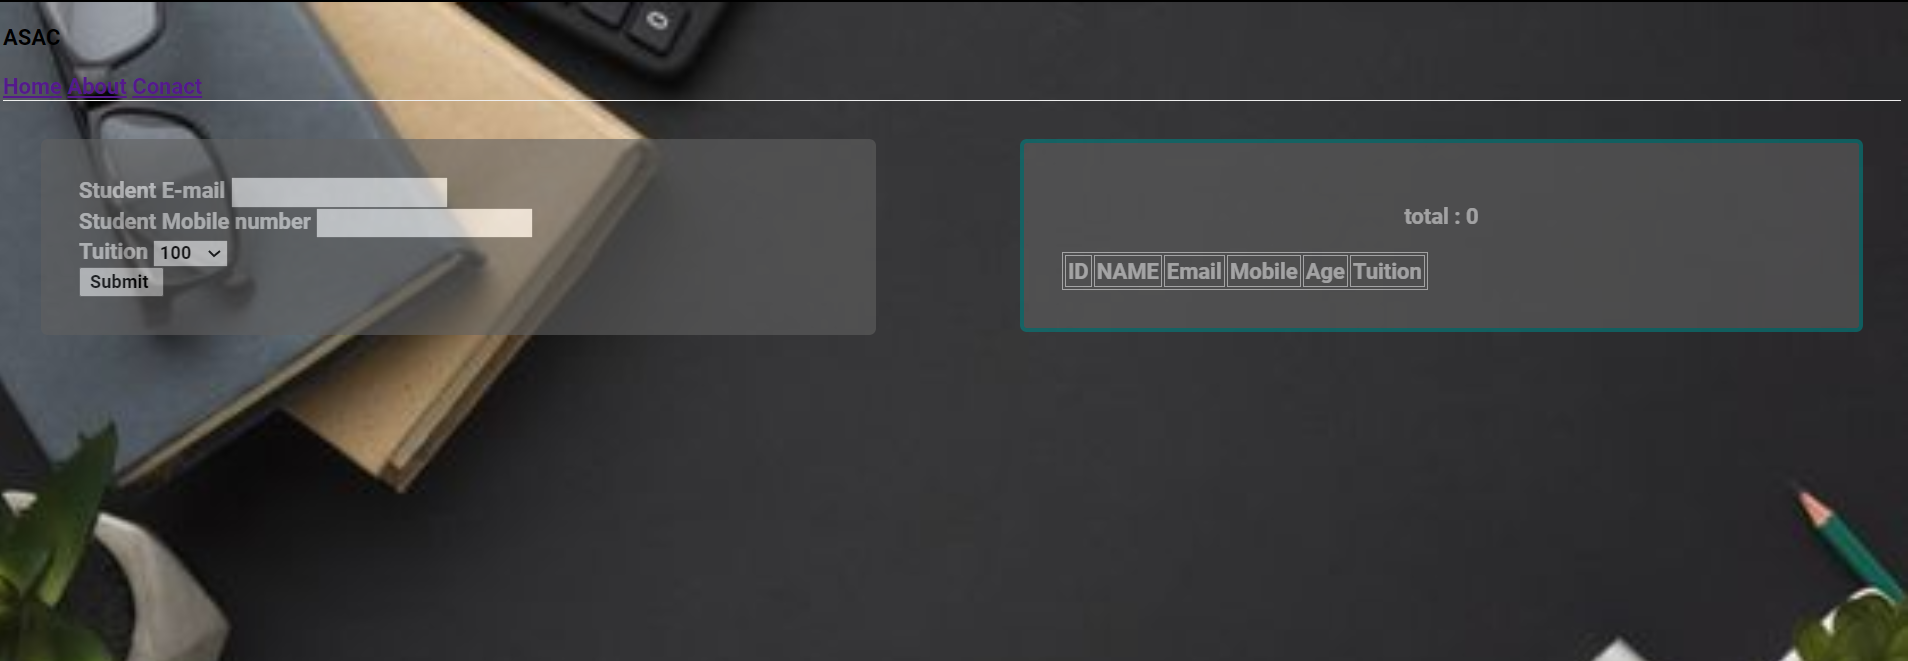 ASAC
Home About Conact
Student E-mail
Student Mobile number
Tuition 100
Submit
total : 0
ID NAME Email Mobile Age Tuition